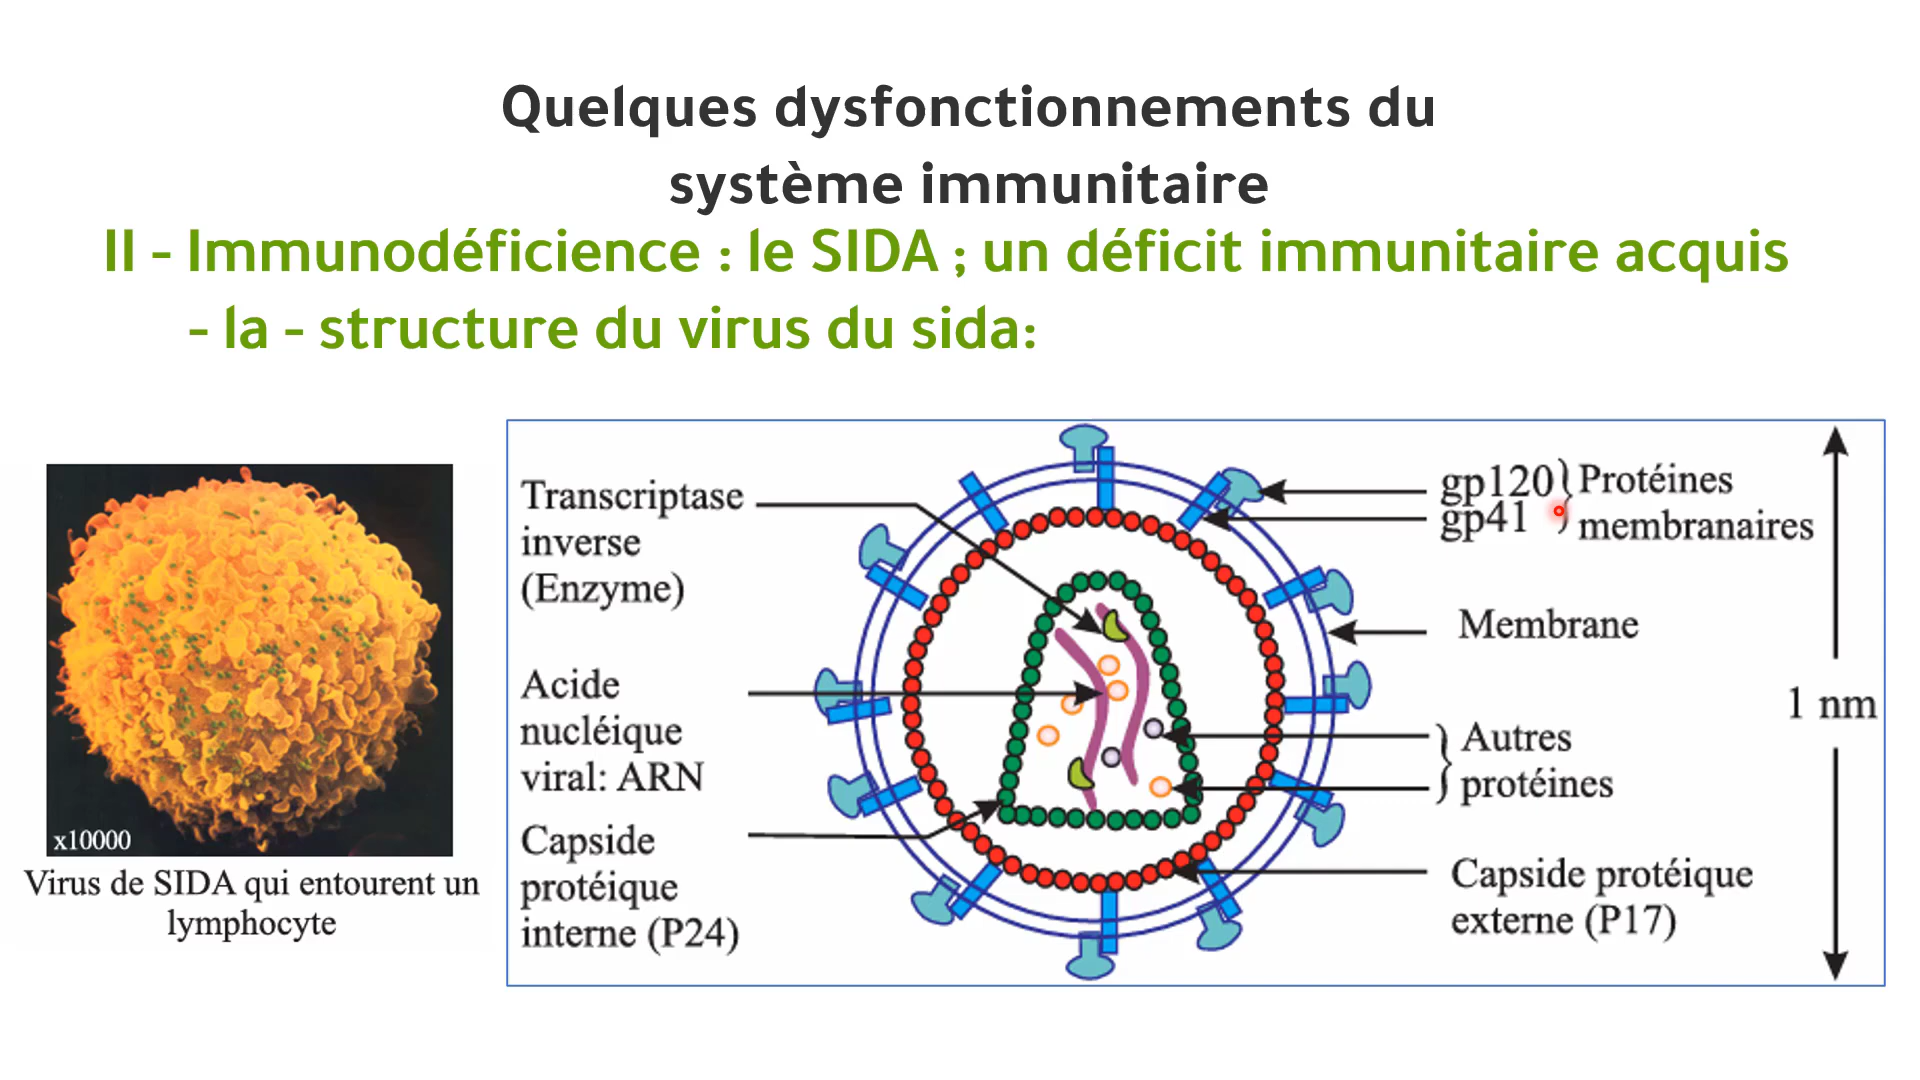 Quelques dysfonctionnements du
système immunitaire
II - Immunodéficience : le SIDA ; un déficit immunitaire acquis
- la - structure du virus du sida:
x10000
Virus de SIDA qui entourent un
lymphocyte
Transcriptase
inverse
(Enzyme)
Acide
nucléique
viral: ARN
Capside
protéique
interne (P24)
gp120
gp41
Protéines
membranaires
Membrane
1 nm
Autres
protéines
Capside protéique
externe (P17)